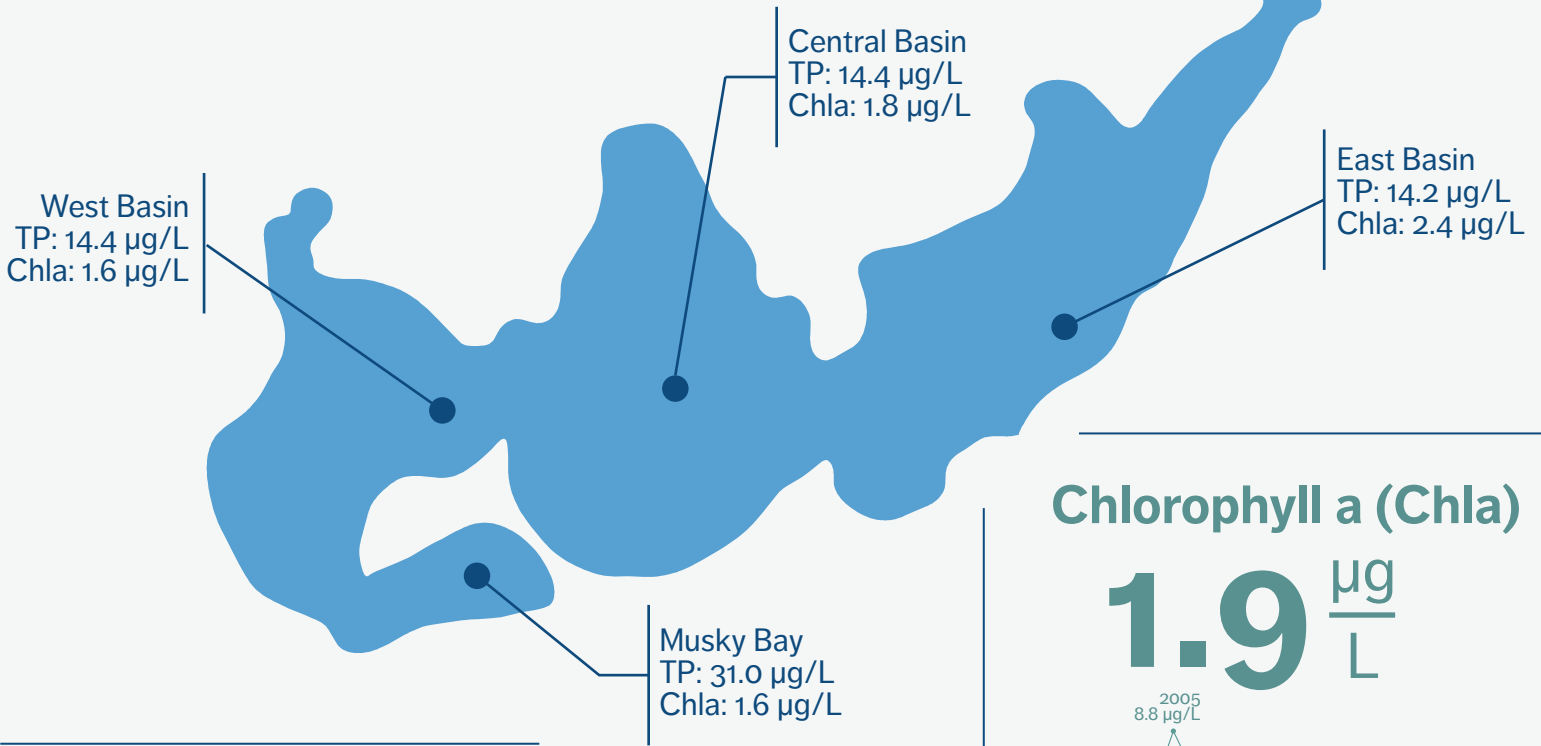 Central Basin
TP: 14.4 µg/L
Chla: 1.8 µg/L
East Basin
TP: 14.2 µg/L
Chla: 2.4 µg/L
West Basin
TP: 14.4 µg/L
Chla: 1.6 µg/L
Musky Bay
TP: 31.0 µg/L
Chla: 1.6 µg/L
Chlorophyll a (Chla)
1.9 µg
L
2005
8.8 µg/L